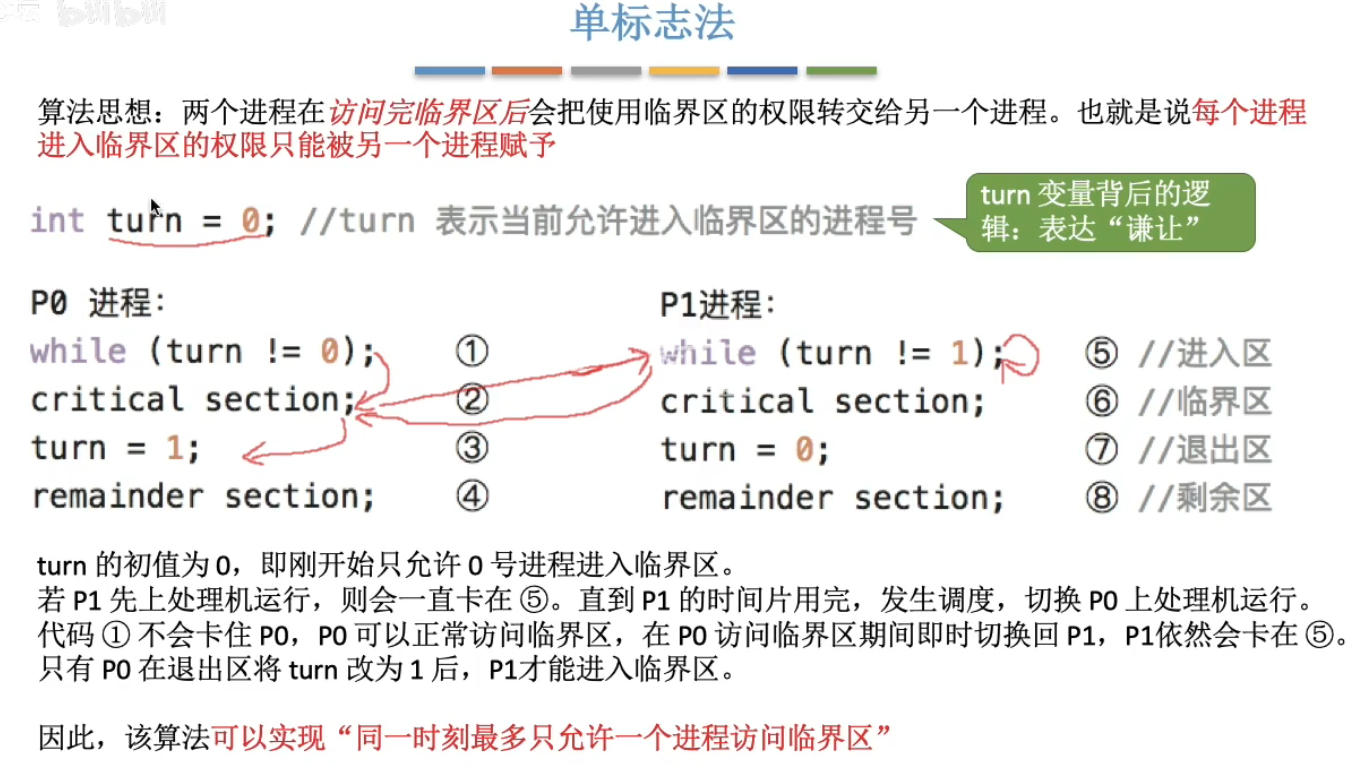 单标志法
算法思想：两个进程在访问完临界区后会把使用临界区的权限转交给另一个进程。也就是说每个进程
进入临界区的权限只能被另一个进程赋予
int turn = 0; //turn 表示当前允许进入临界区的进程号
turn 变量背后的逻
辑：表达“谦让”
P0 进程：
while (turn != 0); ①
critical section; ②
turn = 1; ③
remainder section; ④
P1进程：
while (turn != 1); ⑤ //进入区
critical section; ⑥ //临界区
turn = 0; ⑦ //退出区
remainder section; ⑧ //剩余区
turn 的初值为 0，即刚开始只允许 0 号进程进入临界区。
若 P1 先上处理机运行，则会一直卡在 ⑤。直到 P1 的时间片用完，发生调度，切换 P0 上处理机运行。
代码 ① 不会卡住 P0，P0 可以正常访问临界区，在 P0 访问临界区期间即时切换回 P1，P1依然会卡在 ⑤。
只有 P0 在退出区将 turn 改为 1 后，P1才能进入临界区。
因此，该算法可以实现“同一时刻最多只允许一个进程访问临界区”